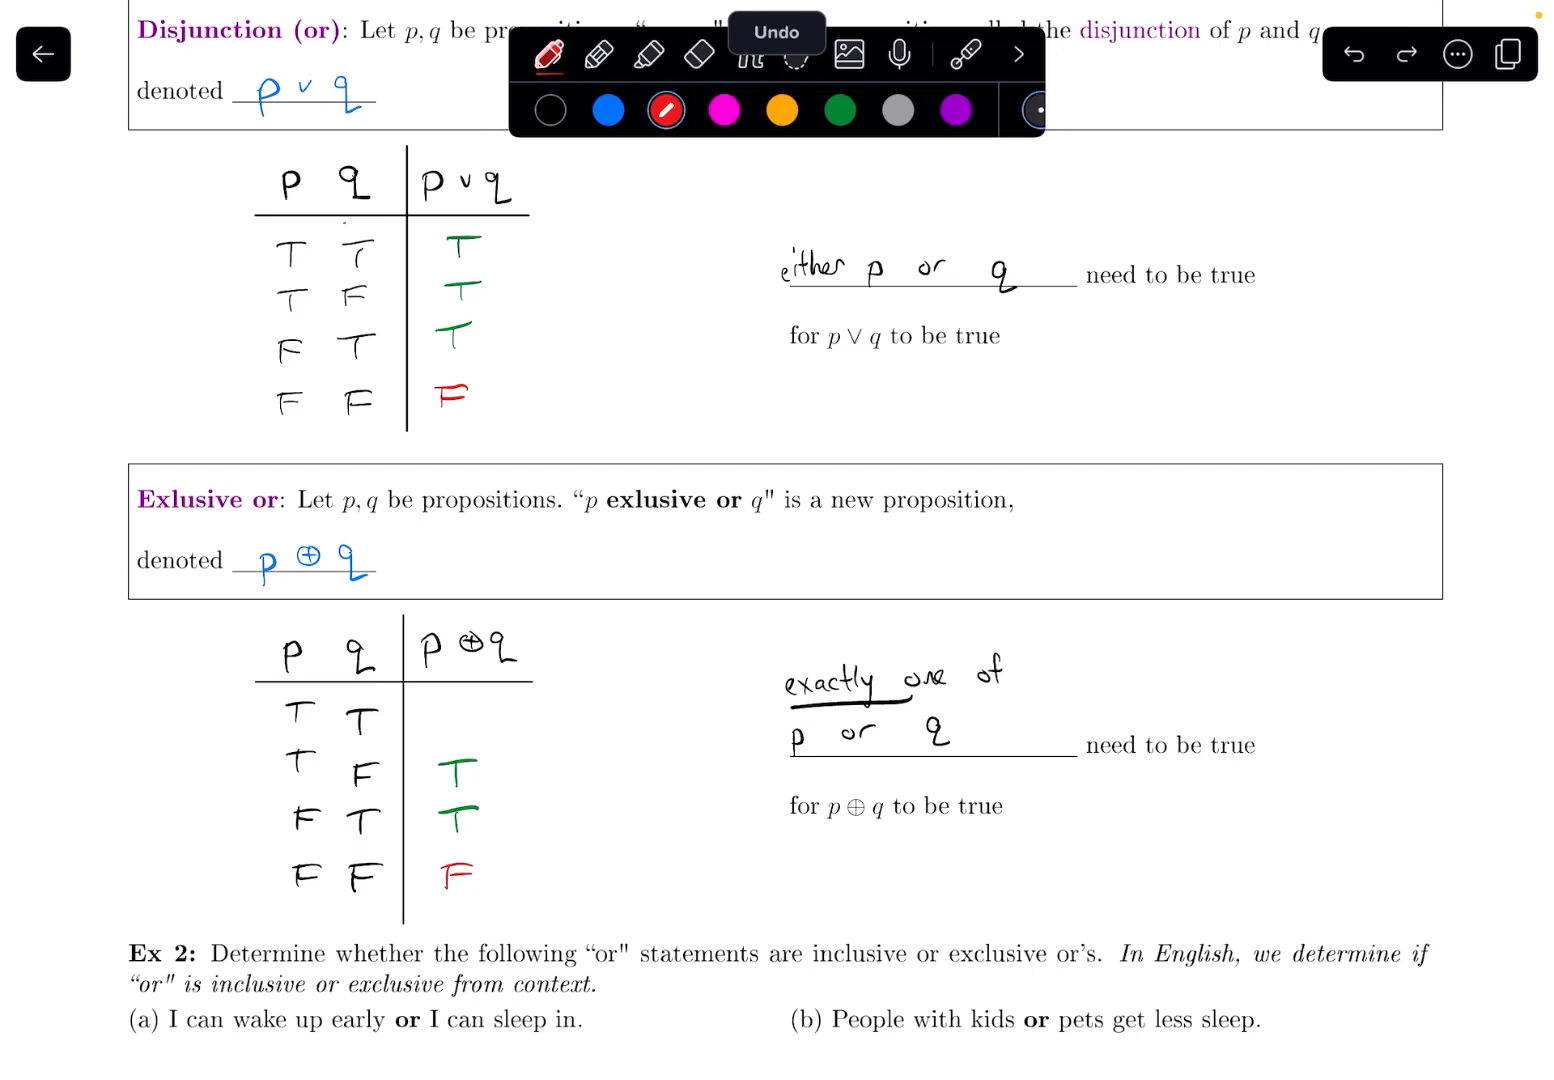 Disjunction (or): Let p, q be the disjunction of p and q
Undo
denoted p ∨ q
p q p ∨ q
T T T
T F T
F T T
F F F
either p or q need to be true
for p ∨ q to be true
Exlusive or: Let p, q be propositions. “p exlusive or q" is a new proposition,
denoted p ⊕ q
p q p ⊕ q
T T
T F T
F T T
F F F
exactly one of
p or q need to be true
for p ⊕ q to be true
Ex 2: Determine whether the following “or" statements are inclusive or exclusive or’s. In English, we determine if
“or" is inclusive or exclusive from context.
(a) I can wake up early or I can sleep in.
(b) People with kids or pets get less sleep.